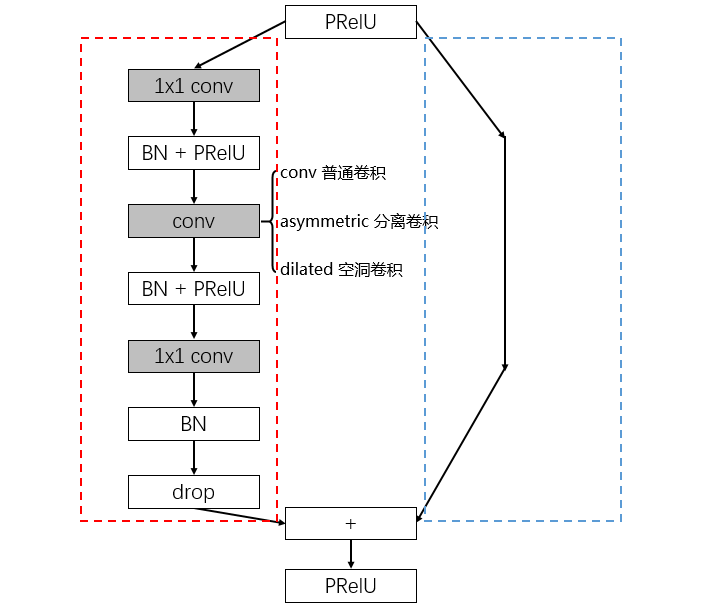 PRelU
1x1 conv
BN + PRelU
conv
conv 普通卷积
asymmetric 分离卷积
dilated 空洞卷积
BN + PRelU
1x1 conv
BN
drop
+
PRelU